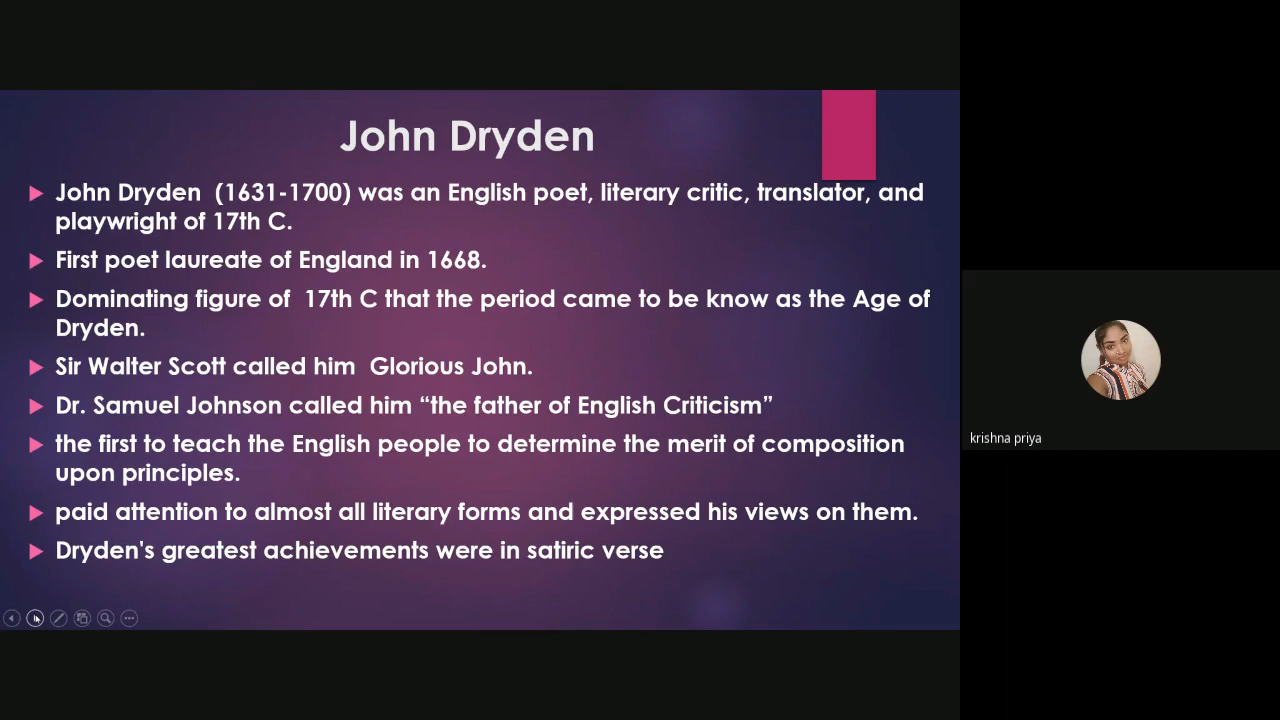 John Dryden
John Dryden (1631-1700) was an English poet, literary critic, translator, and
playwright of 17th C.
First poet laureate of England in 1668.
Dominating figure of 17th C that the period came to be know as the Age of
Dryden.
Sir Walter Scott called him Glorious John.
Dr. Samuel Johnson called him “the father of English Criticism”
the first to teach the English people to determine the merit of composition
upon principles.
paid attention to almost all literary forms and expressed his views on them.
Dryden's greatest achievements were in satiric verse
krishna priya